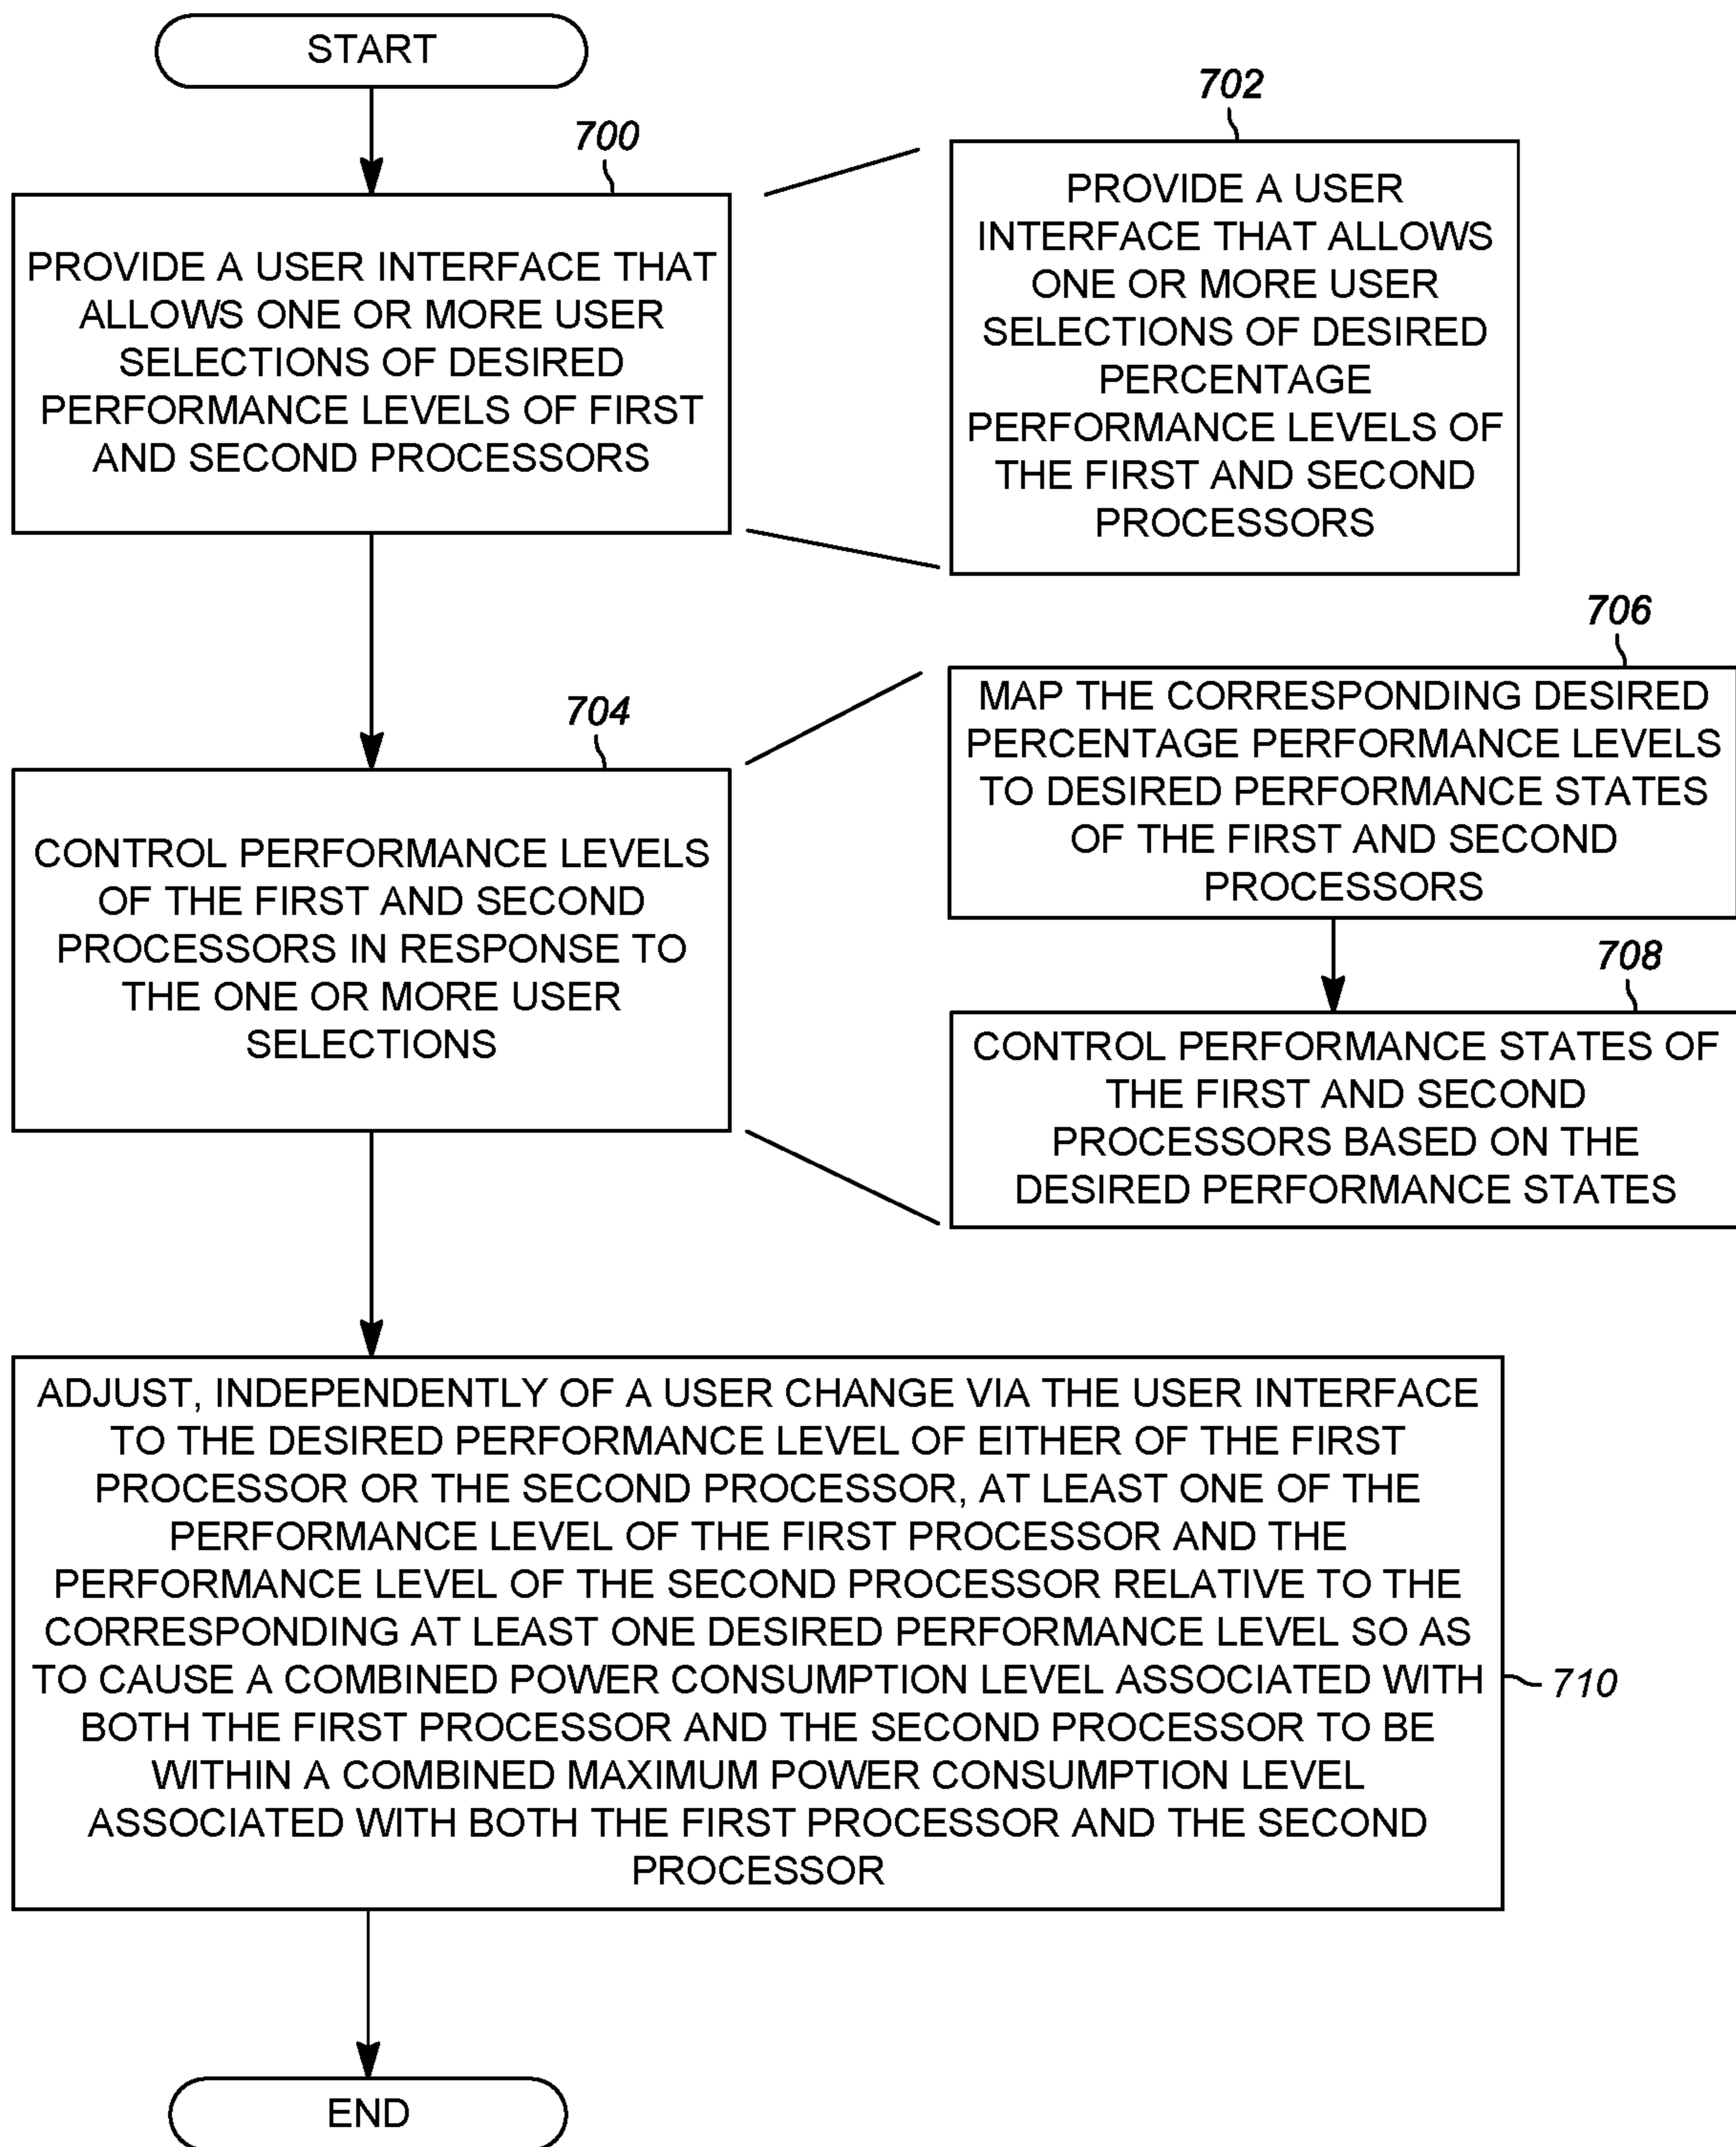 START
700
PROVIDE A USER INTERFACE THAT
ALLOWS ONE OR MORE USER
SELECTIONS OF DESIRED
PERFORMANCE LEVELS OF FIRST
AND SECOND PROCESSORS
702
PROVIDE A USER
INTERFACE THAT ALLOWS
ONE OR MORE USER
SELECTIONS OF DESIRED
PERCENTAGE
PERFORMANCE LEVELS OF
THE FIRST AND SECOND
PROCESSORS
704
CONTROL PERFORMANCE LEVELS
OF THE FIRST AND SECOND
PROCESSORS IN RESPONSE TO
THE ONE OR MORE USER
SELECTIONS
706
MAP THE CORRESPONDING DESIRED
PERCENTAGE PERFORMANCE LEVELS
TO DESIRED PERFORMANCE STATES
OF THE FIRST AND SECOND
PROCESSORS
708
CONTROL PERFORMANCE STATES OF
THE FIRST AND SECOND
PROCESSORS BASED ON THE
DESIRED PERFORMANCE STATES
ADJUST, INDEPENDENTLY OF A USER CHANGE VIA THE USER INTERFACE
TO THE DESIRED PERFORMANCE LEVEL OF EITHER OF THE FIRST
PROCESSOR OR THE SECOND PROCESSOR, AT LEAST ONE OF THE
PERFORMANCE LEVEL OF THE FIRST PROCESSOR AND THE
PERFORMANCE LEVEL OF THE SECOND PROCESSOR RELATIVE TO THE
CORRESPONDING AT LEAST ONE DESIRED PERFORMANCE LEVEL SO AS
TO CAUSE A COMBINED POWER CONSUMPTION LEVEL ASSOCIATED WITH
BOTH THE FIRST PROCESSOR AND THE SECOND PROCESSOR TO BE
WITHIN A COMBINED MAXIMUM POWER CONSUMPTION LEVEL
ASSOCIATED WITH BOTH THE FIRST PROCESSOR AND THE SECOND
PROCESSOR
710
END